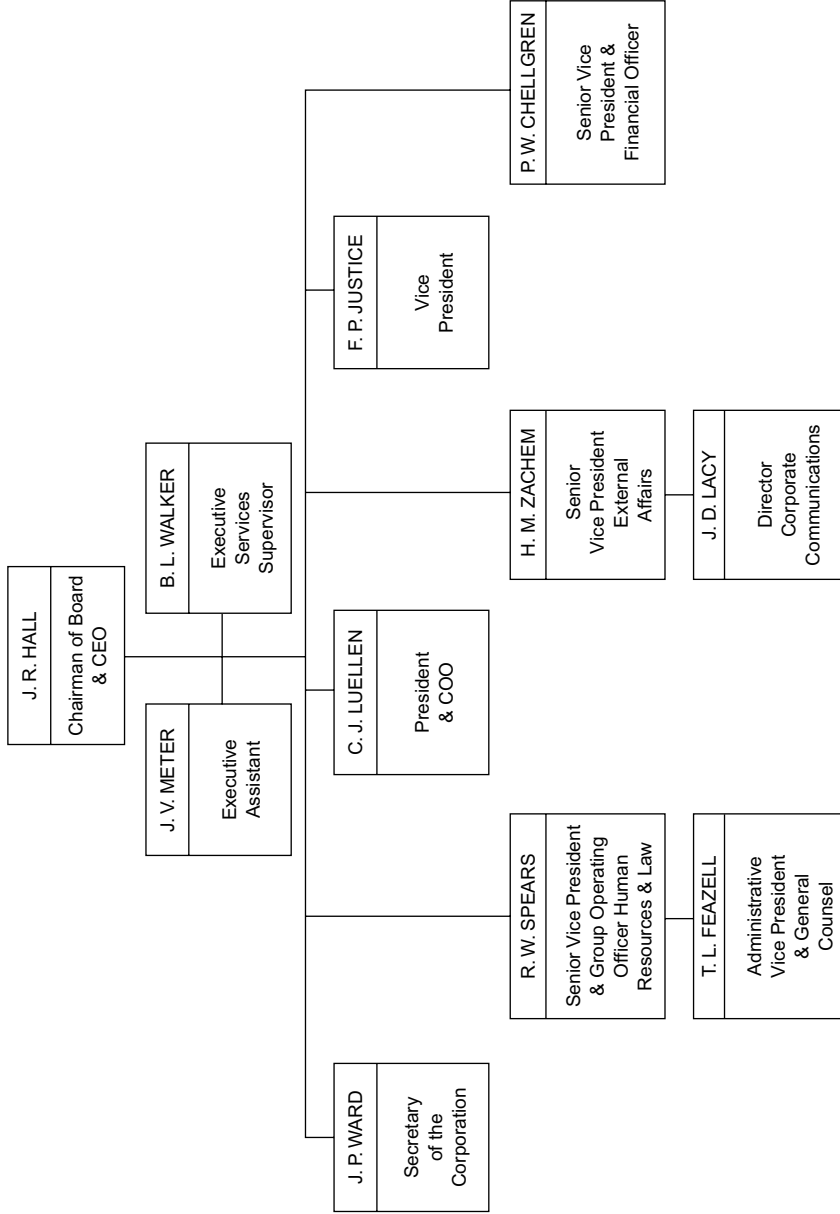 J. R. HALL
Chairman of Board
& CEO
J. V. METER
Executive
Assistant
B. L. WALKER
Executive
Services
Supervisor
J. P. WARD
Secretary
of the
Corporation
C. J. LUELLEN
President
& COO
F. P. JUSTICE
Vice
President
R. W. SPEARS
Senior Vice President
& Group Operating
Officer Human
Resources & Law
H. M. ZACHEM
Senior
Vice President
External
Affairs
P. W. CHELLGREN
Senior Vice
President &
Financial Officer
T. L. FEAZELL
Administrative
Vice President
& General
Counsel
J. D. LACY
Director
Corporate
Communications